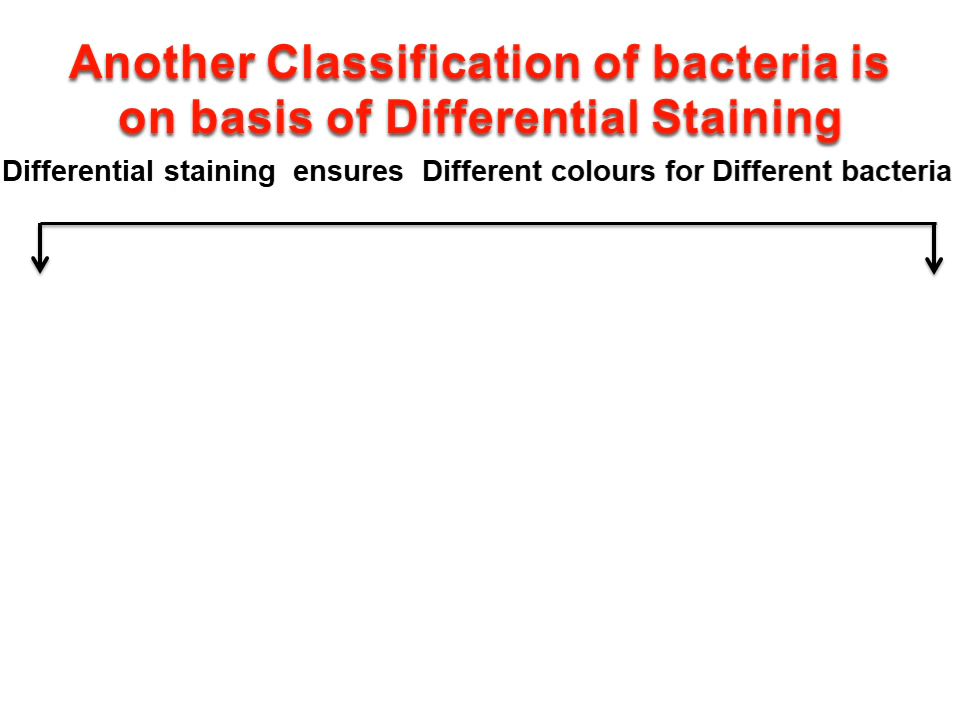 Another Classification of bacteria is
on basis of Differential Staining
Differential staining  ensures  Different colours for Different bacteria